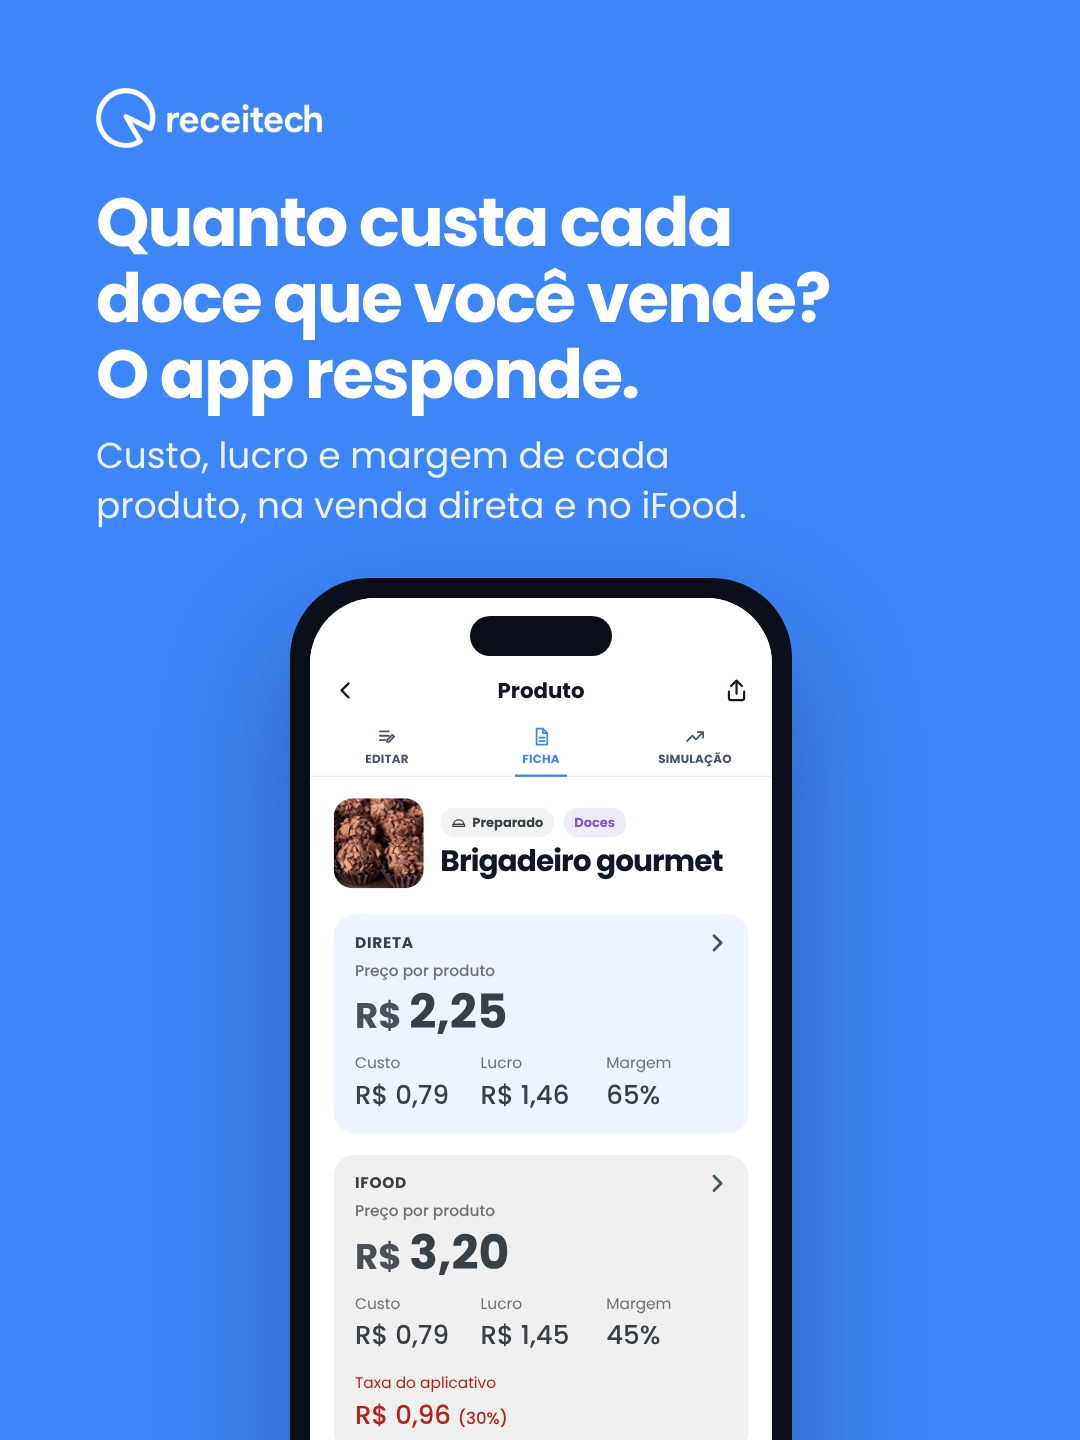 receitech
Quanto custa cada
doce que você vende?
O app responde.
Custo, lucro e margem de cada
produto, na venda direta e no iFood.
Produto
EDITAR FICHA SIMULAÇÃO
Preparado Doces
Brigadeiro gourmet
DIRETA
Preço por produto
R$ 2,25
Custo Lucro Margem
R$ 0,79 R$ 1,46 65%
IFOOD
Preço por produto
R$ 3,20
Custo Lucro Margem
R$ 0,79 R$ 1,45 45%
Taxa do aplicativo
R$ 0,96 (30%)